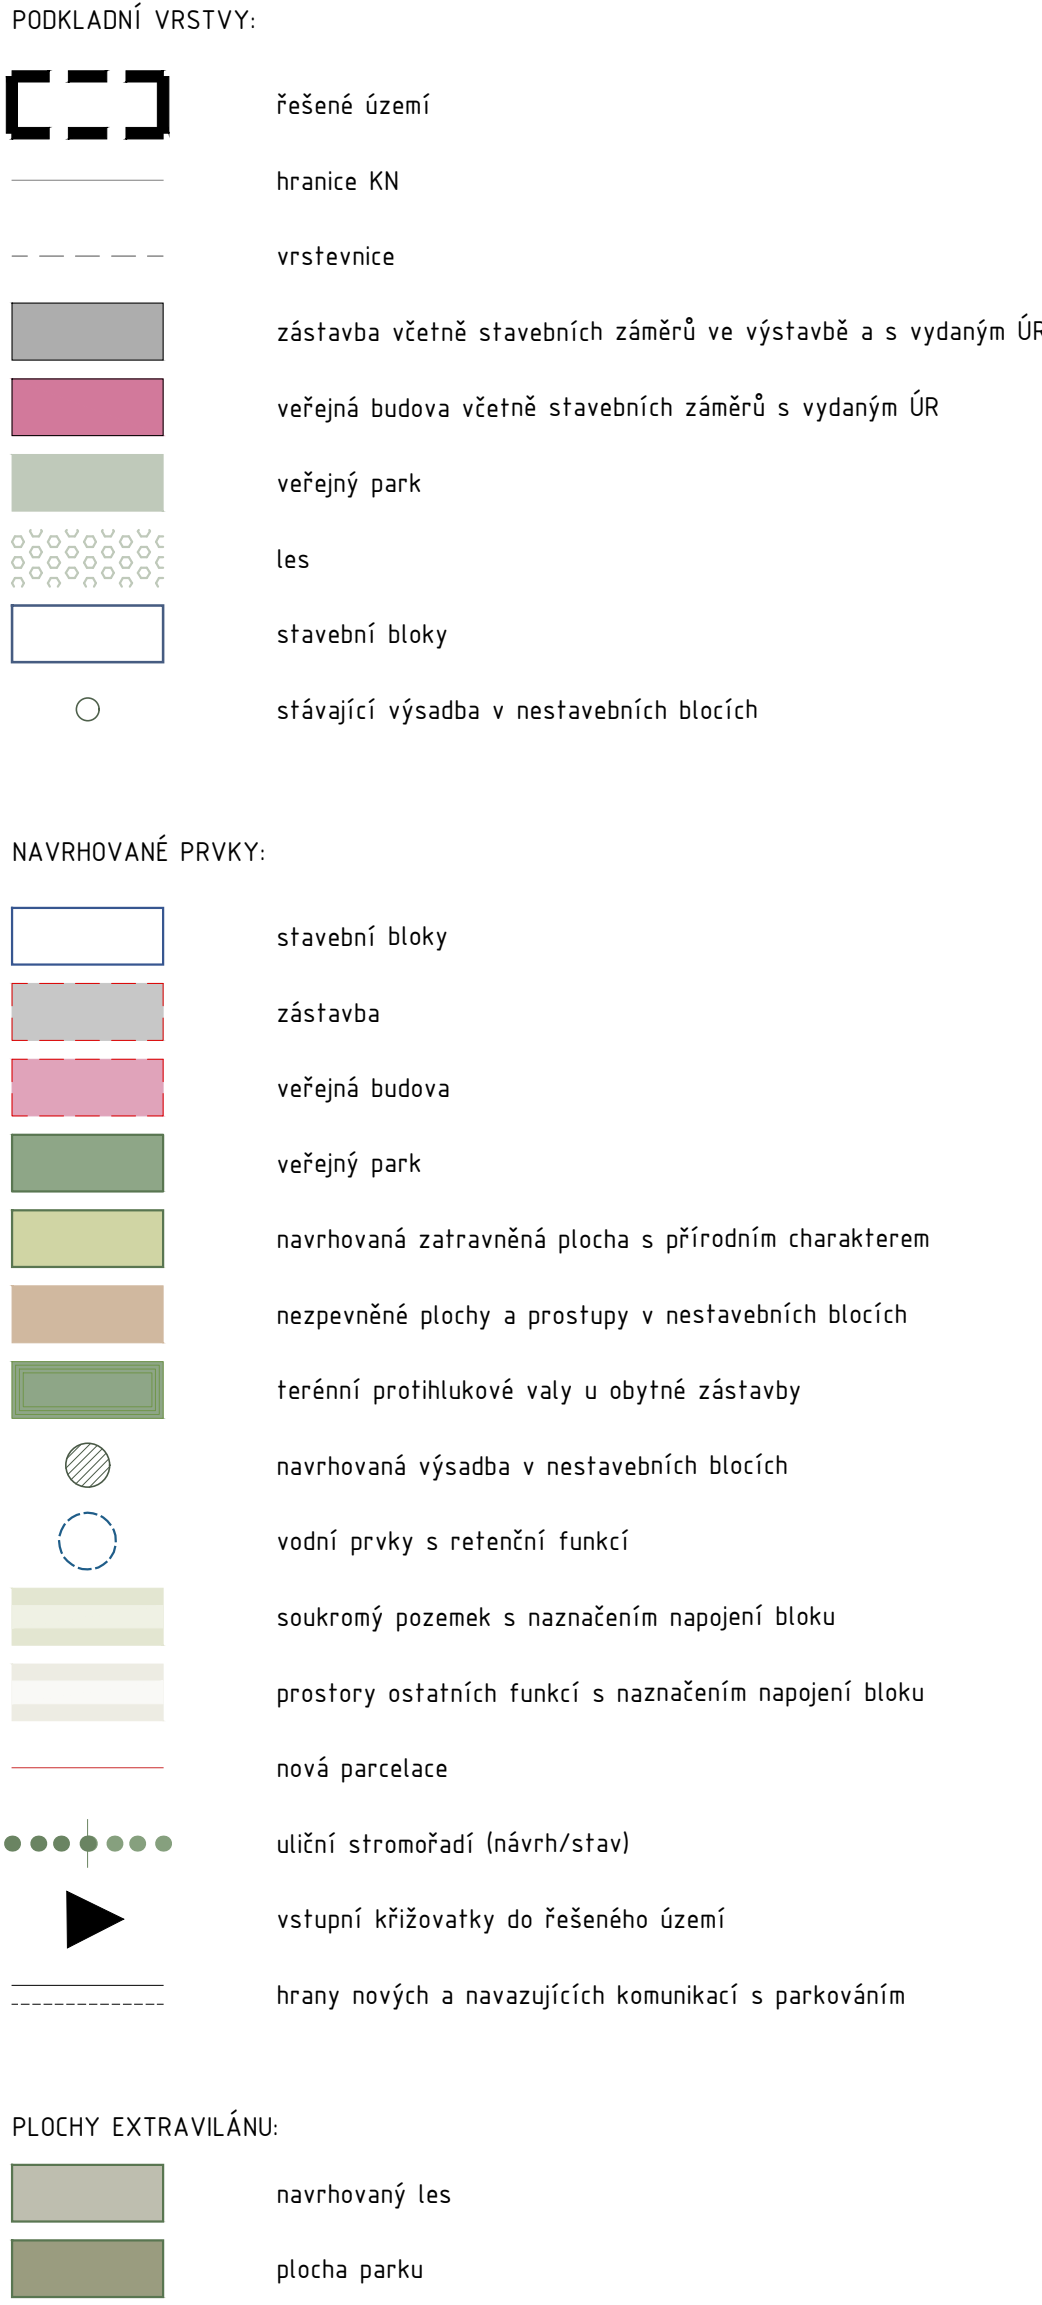 PODKLADNÍ VRSTVY:
řešené území
hranice KN
vrstevnice
zástavba včetně stavebních záměrů ve výstavbě a s vydaným ÚR
veřejná budova včetně stavebních záměrů s vydaným ÚR
veřejný park
les
stavební bloky
stávající výsadba v nestavebních blocích
NAVRHOVANÉ PRVKY:
stavební bloky
zástavba
veřejná budova
veřejný park
navrhovaná zatravněná plocha s přírodním charakterem
nezpevněné plochy a prostupy v nestavebních blocích
terénní protihlukové valy u obytné zástavby
navrhovaná výsadba v nestavebních blocích
vodní prvky s retenční funkcí
soukromý pozemek s naznačením napojení bloku
prostory ostatních funkcí s naznačením napojení bloku
nová parcelace
uliční stromořadí (návrh/stav)
vstupní křižovatky do řešeného území
hrany nových a navazujících komunikací s parkováním
PLOCHY EXTRAVILÁNU:
navrhovaný les
plocha parku